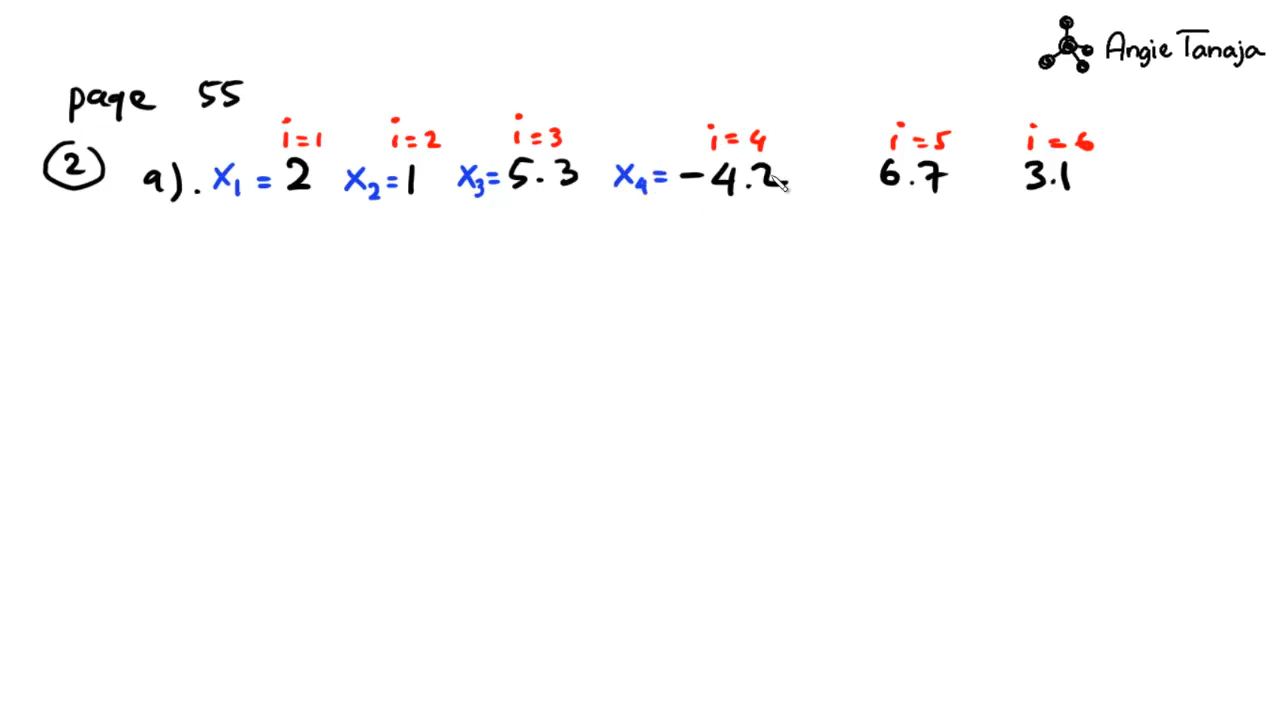 Angie Tanaja
page 55
i=1 i=2 i=3 i=4 i=5 i=6
2 a). x₁ = 2 x₂ = 1 x₃ = 5.3 x₄ = -4.2 6.7 3.1